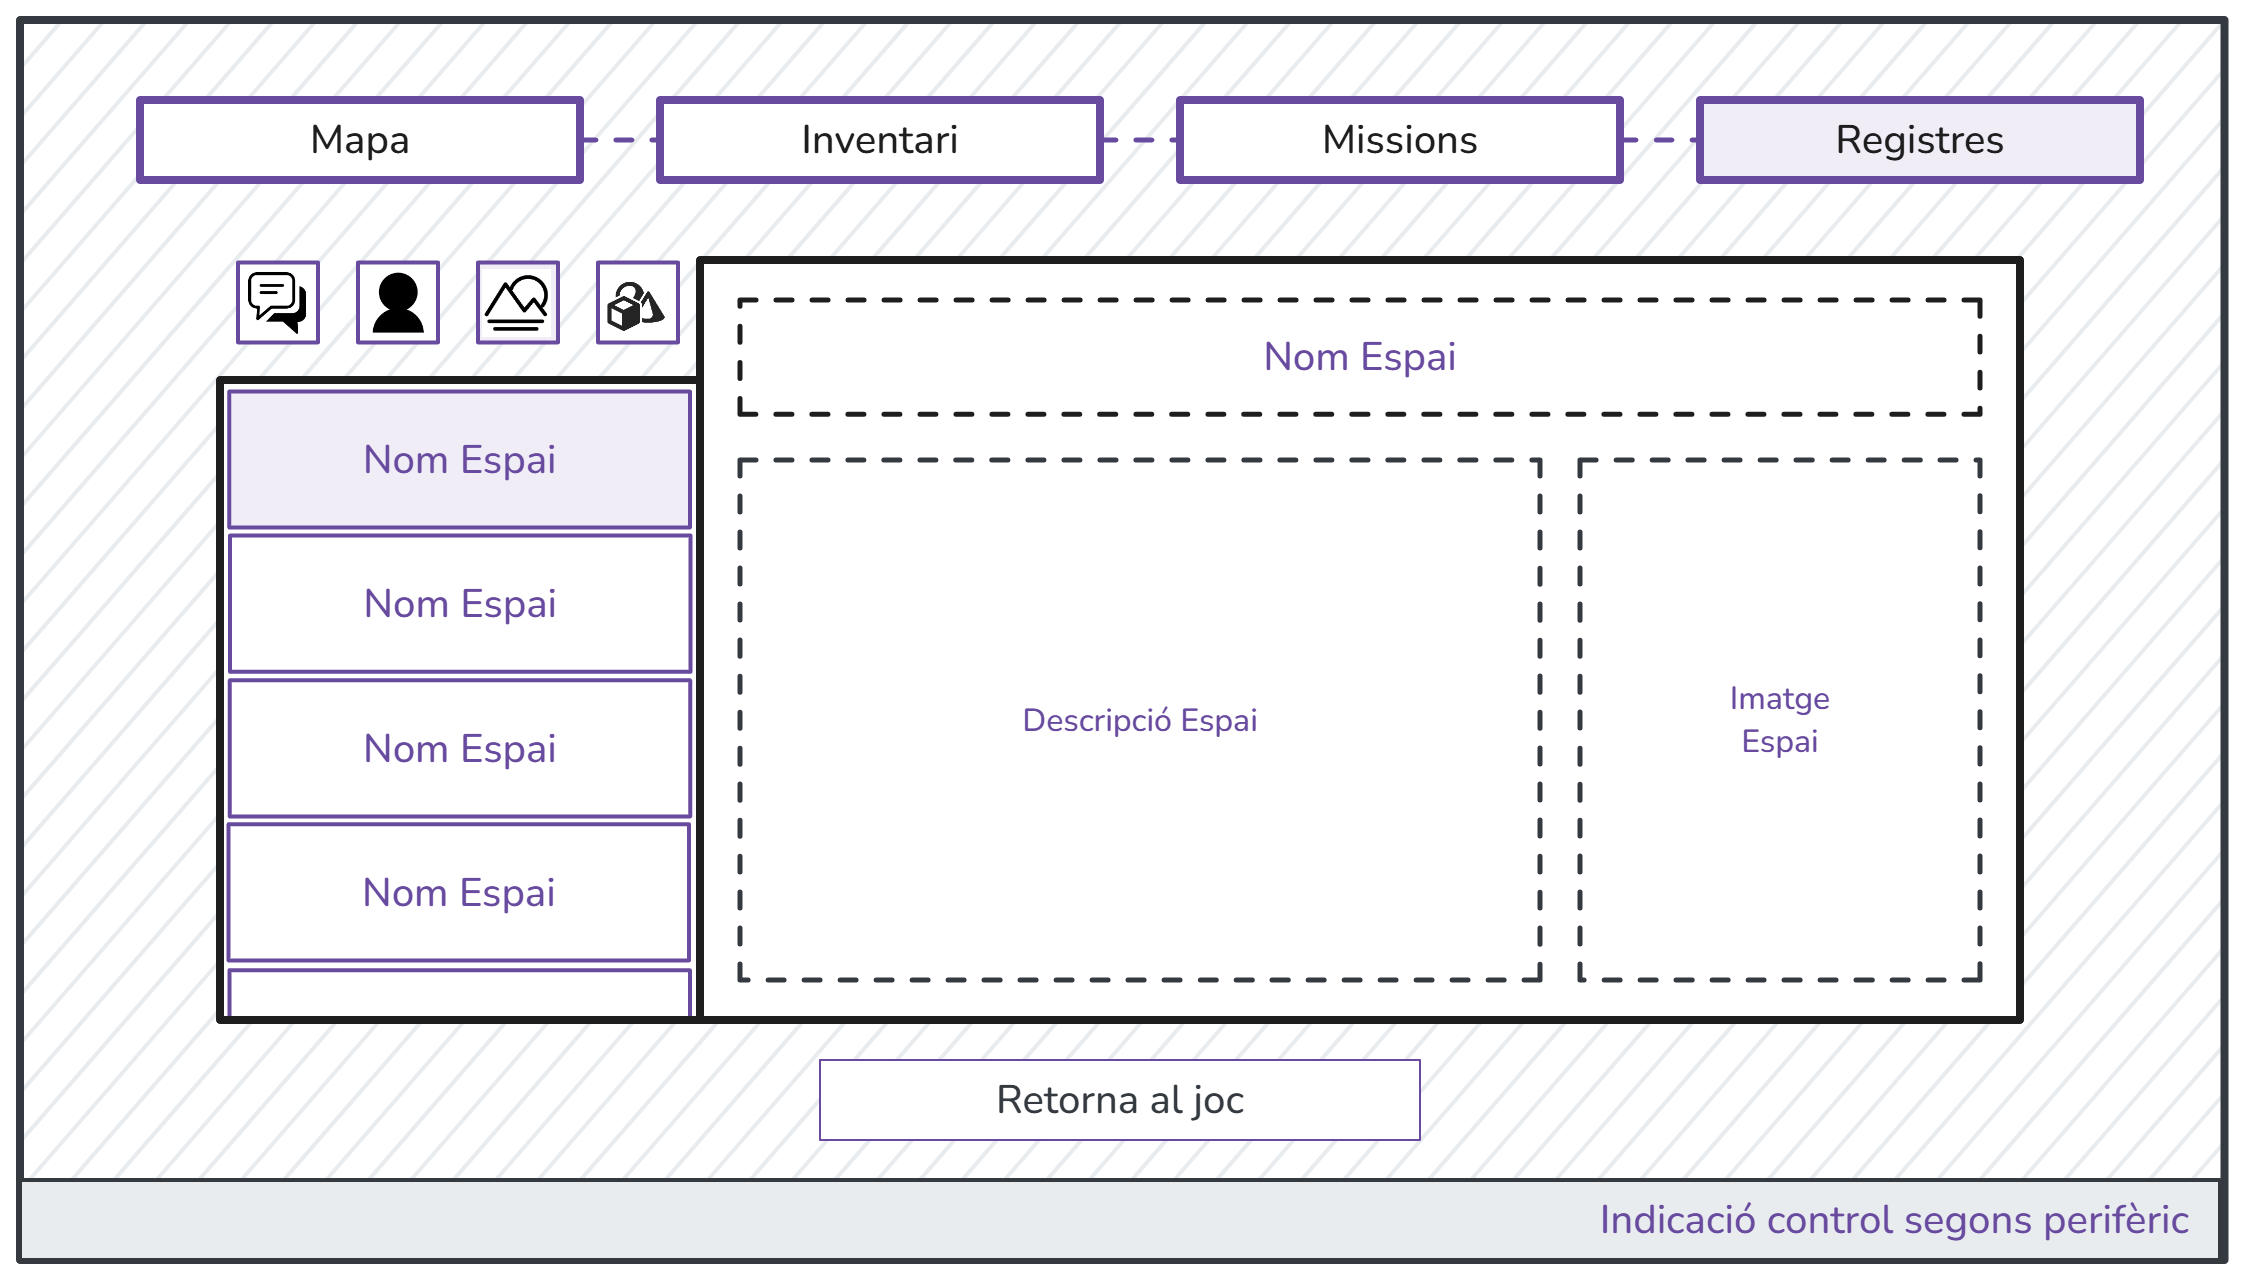 Mapa
Inventari
Missions
Registres
Nom Espai
Nom Espai
Nom Espai
Nom Espai
Nom Espai
Descripció Espai
Imatge
Espai
Retorna al joc
Indicació control segons perifèric